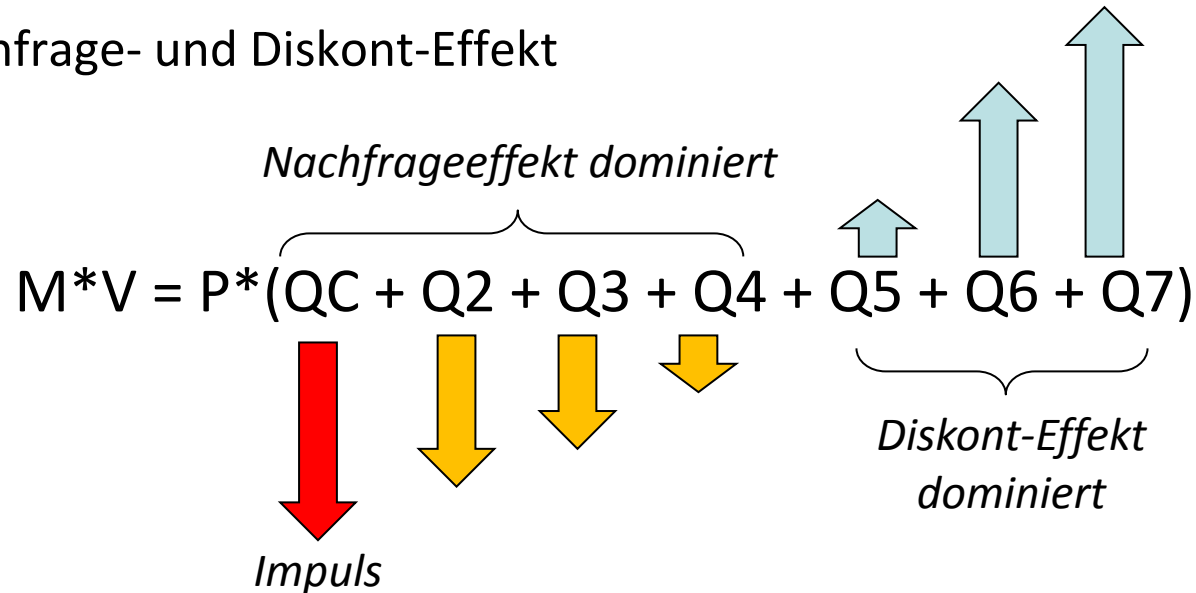 nfrage- und Diskont-Effekt
Nachfrageeffekt dominiert
M*V = P*(QC + Q2 + Q3 + Q4 + Q5 + Q6 + Q7)
Diskont-Effekt
dominiert
Impuls